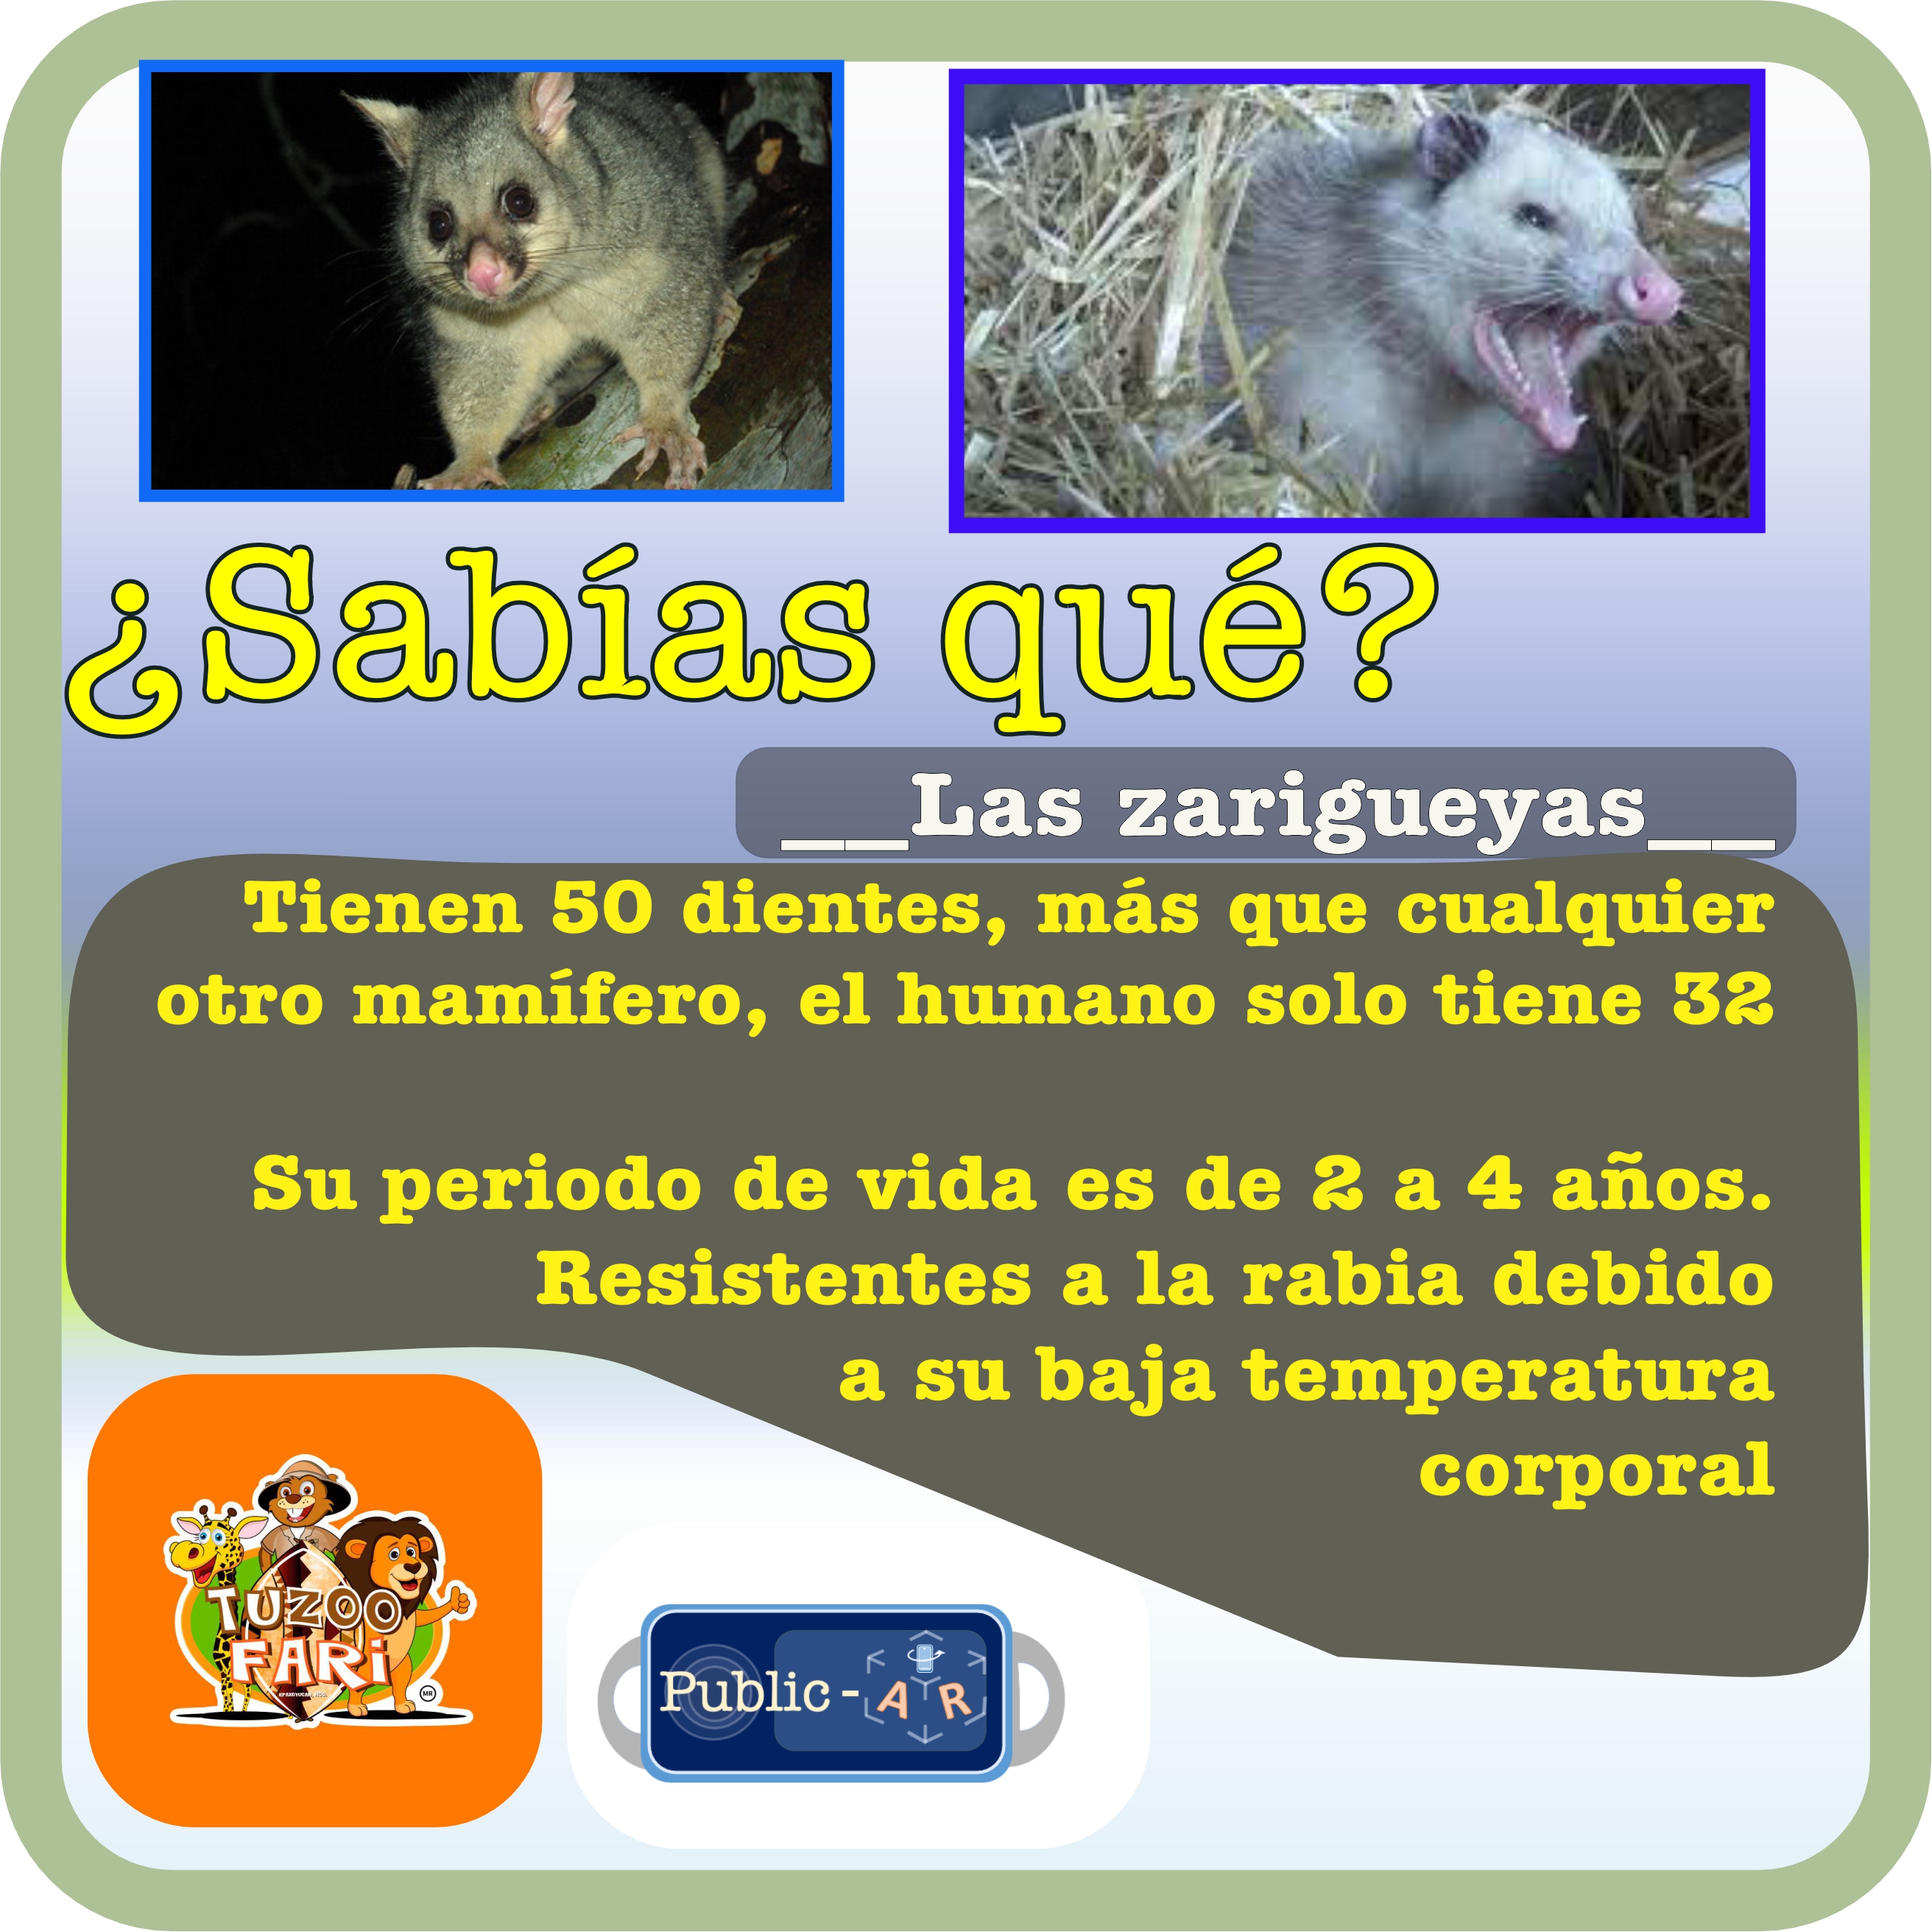 ¿Sabías qué?
__Las zarigueyas__
Tienen 50 dientes, más que cualquier
otro mamífero, el humano solo tiene 32
Su periodo de vida es de 2 a 4 años.
Resistentes a la rabia debido
a su baja temperatura
corporal
TUZOO
FARi
MR
Public - AR